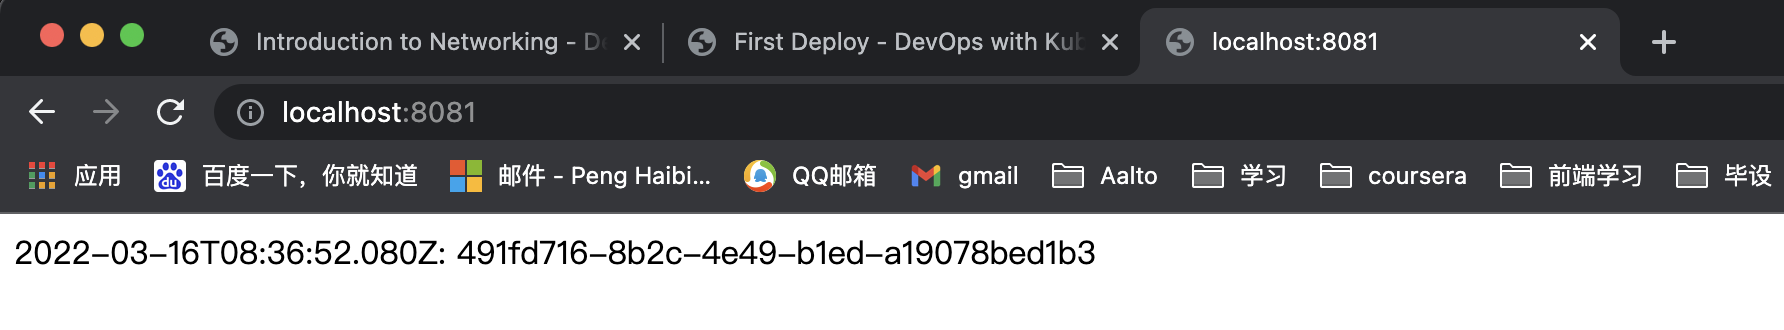 Introduction to Networking - De
First Deploy - DevOps with Kub
localhost:8081
localhost:8081
应用 百度一下，你就知道 邮件 - Peng Haibi... QQ邮箱 gmail Aalto 学习 coursera 前端学习 毕设
2022-03-16T08:36:52.080Z: 491fd716-8b2c-4e49-b1ed-a19078bed1b3